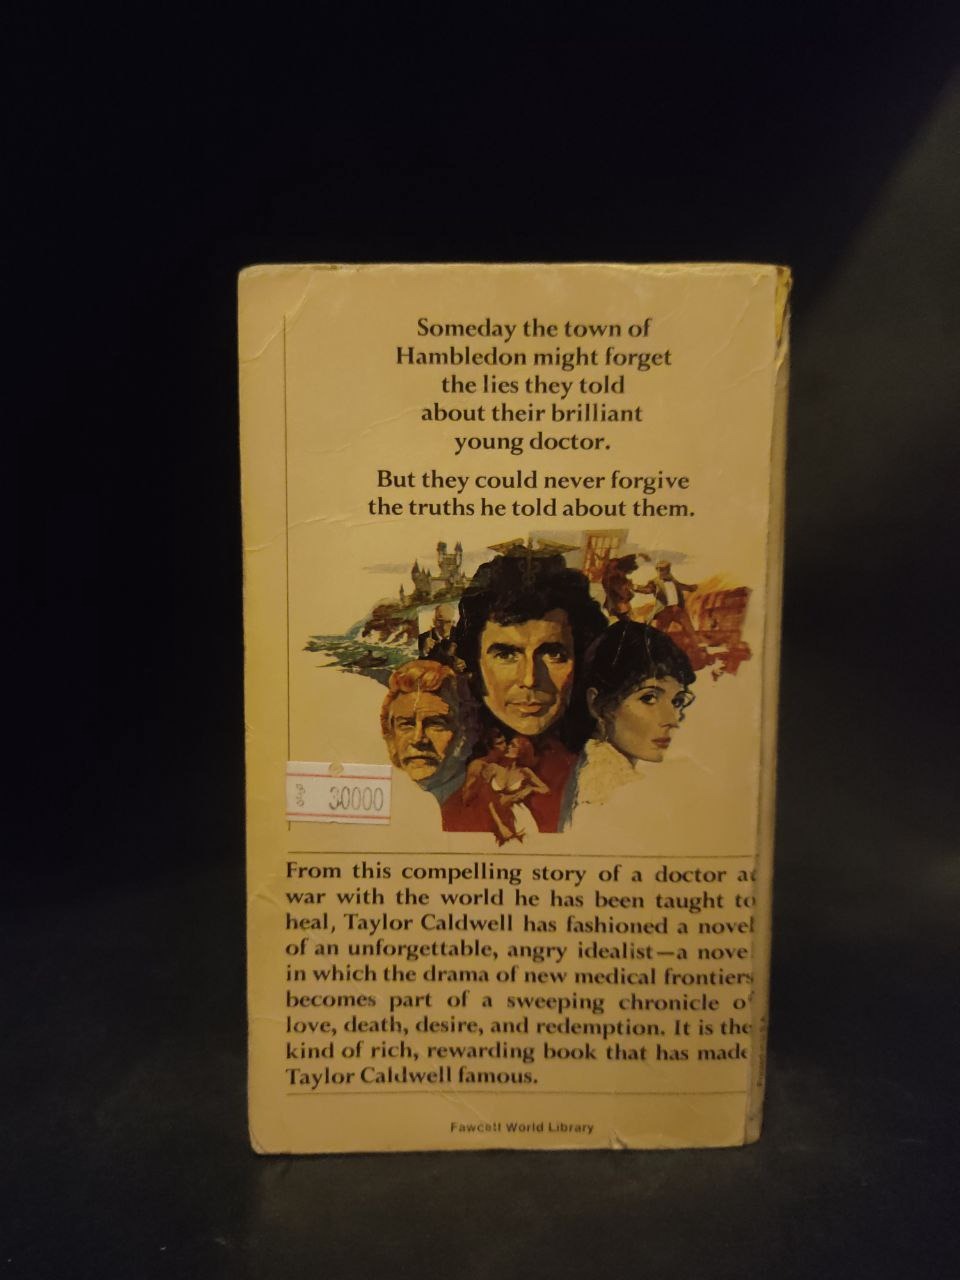 Someday the town of
Hambledon might forget
the lies they told
about their brilliant
young doctor.
But they could never forgive
the truths he told about them.
30000
From this compelling story of a doctor at
war with the world he has been taught to
heal, Taylor Caldwell has fashioned a novel
of an unforgettable, angry idealist—a nove
in which the drama of new medical frontiers
becomes part of a sweeping chronicle of
love, death, desire, and redemption. It is the
kind of rich, rewarding book that has made
Taylor Caldwell famous.
Fawcett World Library